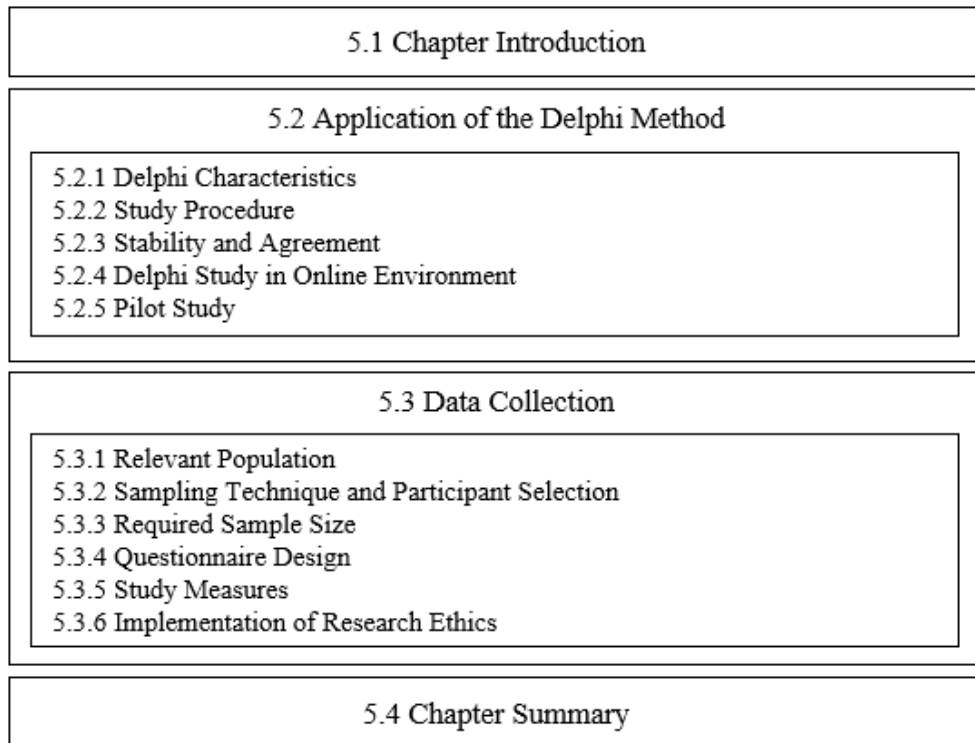 5.1 Chapter Introduction
5.2 Application of the Delphi Method
5.2.1 Delphi Characteristics
5.2.2 Study Procedure
5.2.3 Stability and Agreement
5.2.4 Delphi Study in Online Environment
5.2.5 Pilot Study
5.3 Data Collection
5.3.1 Relevant Population
5.3.2 Sampling Technique and Participant Selection
5.3.3 Required Sample Size
5.3.4 Questionnaire Design
5.3.5 Study Measures
5.3.6 Implementation of Research Ethics
5.4 Chapter Summary